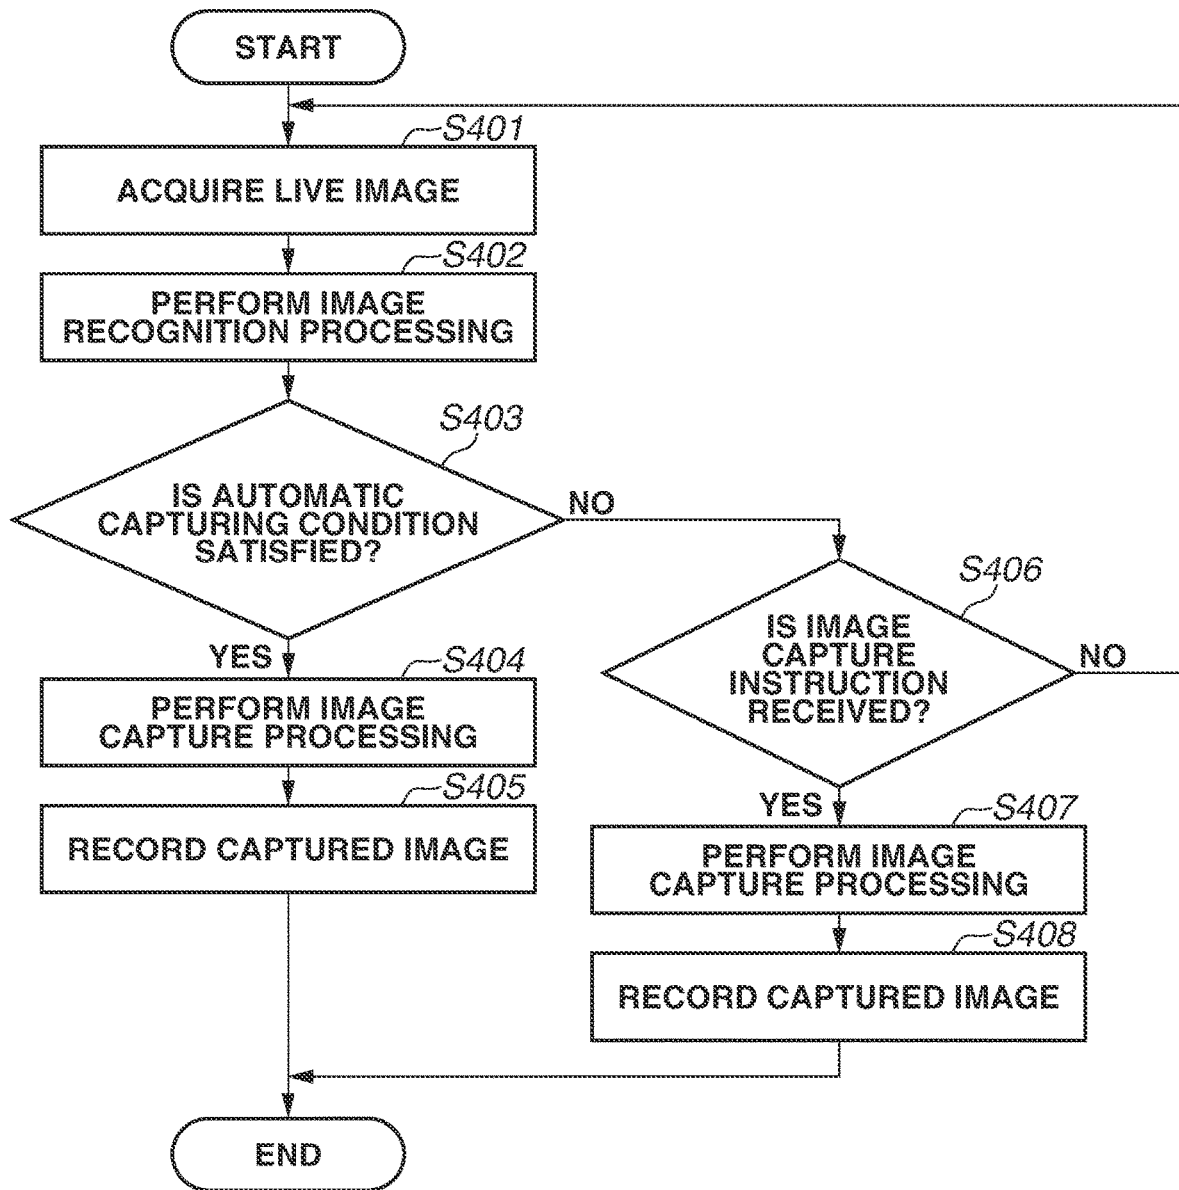 START
S401
ACQUIRE LIVE IMAGE
S402
PERFORM IMAGE
RECOGNITION PROCESSING
S403
IS AUTOMATIC
CAPTURING CONDITION
SATISFIED?
NO
YES
S404
PERFORM IMAGE
CAPTURE PROCESSING
S405
RECORD CAPTURED IMAGE
S406
IS IMAGE
CAPTURE
INSTRUCTION
RECEIVED?
NO
YES
S407
PERFORM IMAGE
CAPTURE PROCESSING
S408
RECORD CAPTURED IMAGE
END